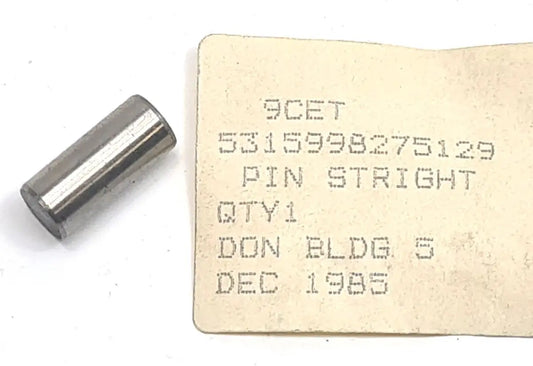 9CET
5315998275129
PIN STRIGHT
QTY1
DON BLDG 5
DEC 1985